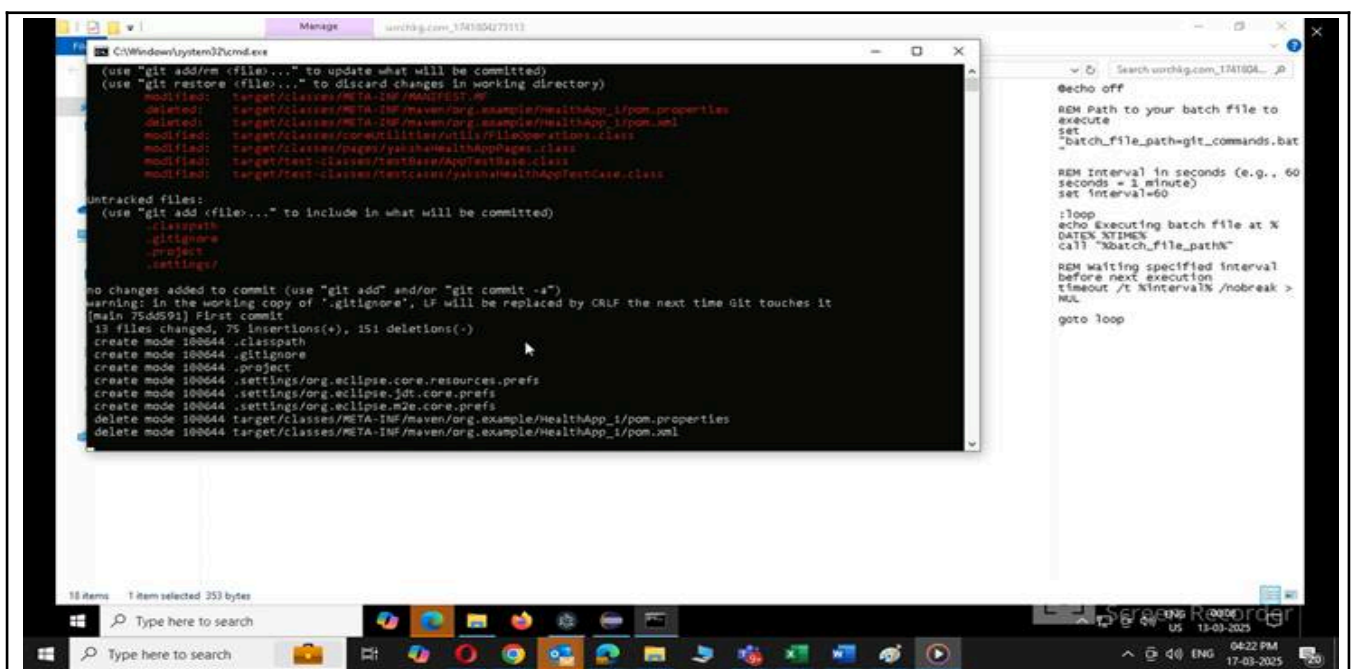 Manage
C:\Windows\system32\cmd.exe
(use "git add/rm <file>..." to update what will be committed)
(use "git restore <file>..." to discard changes in working directory)
modified: target/classes/META-INF/MANIFEST.MF
deleted: target/classes/META-INF/maven/org.example/HealthApp_1/pom.properties
deleted: target/classes/META-INF/maven/org.example/HealthApp_1/pom.xml
modified: target/classes/coreUtilities/utils/FileOperations.class
modified: target/classes/pages/yakshaHealthAppPages.class
modified: target/test-classes/testBase/AppTestBase.class
modified: target/test-classes/testcases/yakshaHealthAppTestCase.class
Untracked files:
(use "git add <file>..." to include in what will be committed)
.classpath
.gitignore
.project
.settings/
no changes added to commit (use "git add" and/or "git commit -a")
warning: in the working copy of '.gitignore', LF will be replaced by CRLF the next time Git touches it
[main 75dd591] First commit
13 files changed, 75 insertions(+), 151 deletions(-)
create mode 100644 .classpath
create mode 100644 .gitignore
create mode 100644 .project
create mode 100644 .settings/org.eclipse.core.resources.prefs
create mode 100644 .settings/org.eclipse.jdt.core.prefs
create mode 100644 .settings/org.eclipse.m2e.core.prefs
delete mode 100644 target/classes/META-INF/maven/org.example/HealthApp_1/pom.properties
delete mode 100644 target/classes/META-INF/maven/org.example/HealthApp_1/pom.xml
@echo off
REM Path to your batch file to
execute
set
"batch_file_path=git_commands.bat
"
REM Interval in seconds (e.g., 60
seconds = 1 minute)
set interval=60
:loop
echo Executing batch file at %
DATE% %TIME%
call "%batch_file_path%"
REM Waiting specified interval
before next execution
timeout /t %interval% /nobreak >
NUL
goto loop
18 items 1 item selected 353 bytes
Type here to search
Screen Recorder
ENG
US 13-03-2025
Type here to search
ENG
04:22 PM
17-03-2025
20